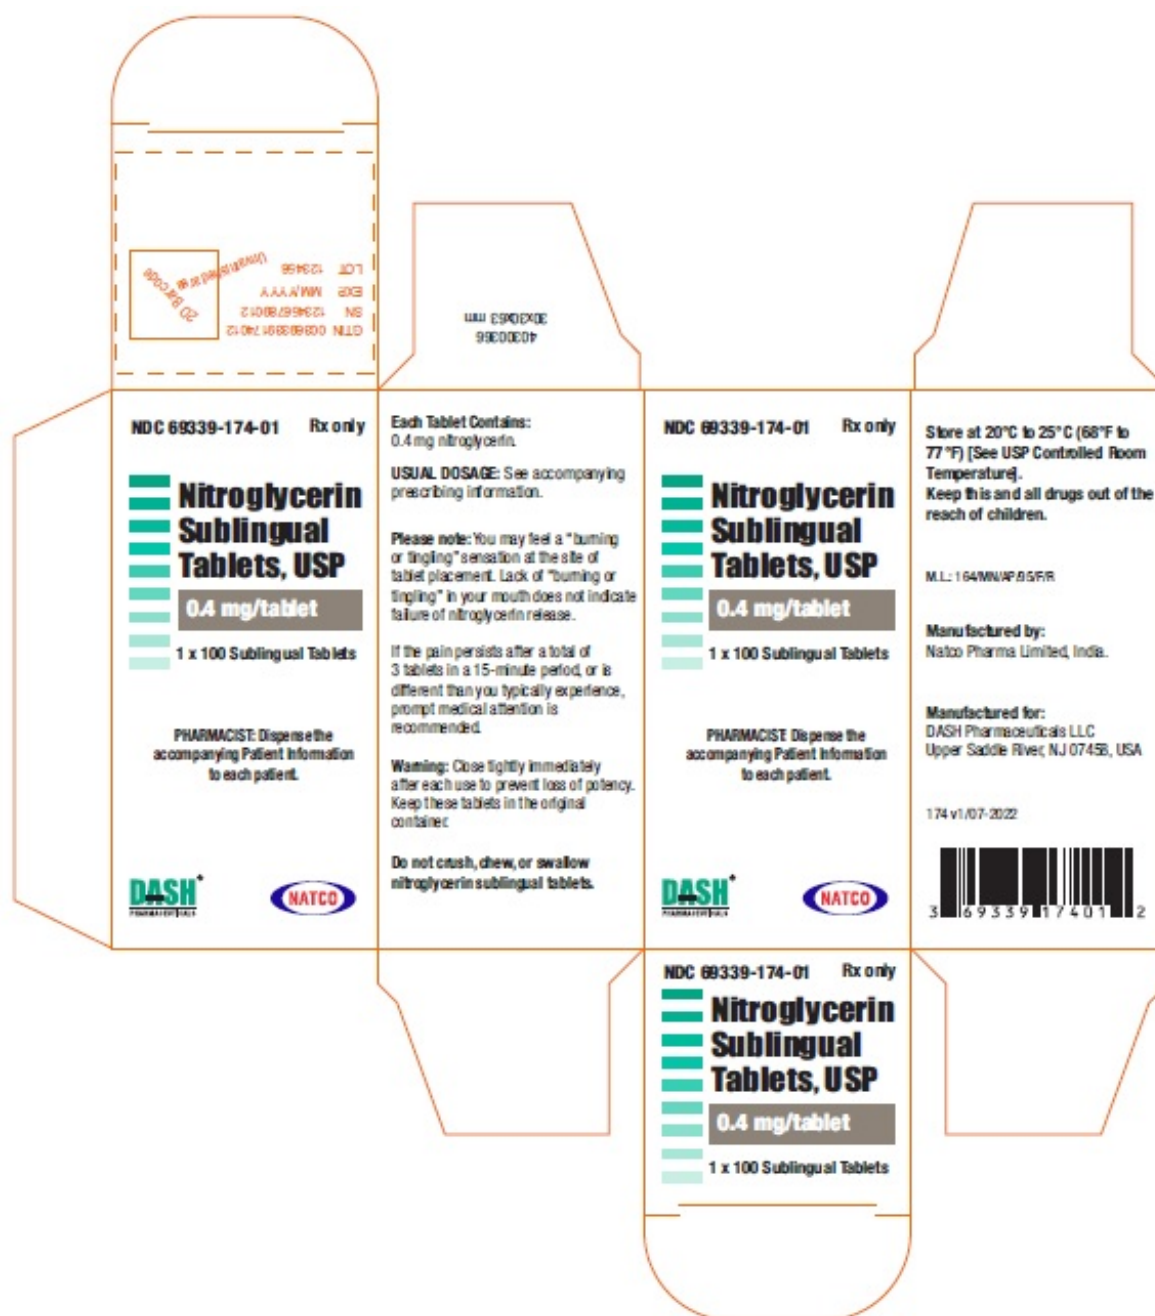 2D Bar code
Unvarnished area
GTIN 00369339174012
SN 123456789012
EXP. MM/YYYY
LOT 123456
40300366
30x30x63 mm
NDC 69339-174-01 Rx only
Nitroglycerin
Sublingual
Tablets, USP
0.4 mg/tablet
1 x 100 Sublingual Tablets
PHARMACIST: Dispense the
accompanying Patient Information
to each patient.
DASH
PHARMACEUTICALS
NATCO
Each Tablet Contains:
0.4 mg nitroglycerin.
USUAL DOSAGE: See accompanying
prescribing information.
Please note: You may feel a "burning
or tingling" sensation at the site of
tablet placement. Lack of "burning or
tingling" in your mouth does not indicate
failure of nitroglycerin release.
If the pain persists after a total of
3 tablets in a 15-minute period, or is
different than you typically experience,
prompt medical attention is
recommended.
Warning: Close tightly immediately
after each use to prevent loss of potency.
Keep these tablets in the original
container.
Do not crush, chew, or swallow
nitroglycerin sublingual tablets.
NDC 69339-174-01 Rx only
Nitroglycerin
Sublingual
Tablets, USP
0.4 mg/tablet
1 x 100 Sublingual Tablets
PHARMACIST: Dispense the
accompanying Patient Information
to each patient.
DASH
PHARMACEUTICALS
NATCO
Store at 20°C to 25°C (68°F to
77°F) [See USP Controlled Room
Temperature].
Keep this and all drugs out of the
reach of children.
M.L.: 164/MN/AP/95/F/R
Manufactured by:
Natco Pharma Limited, India.
Manufactured for:
DASH Pharmaceuticals LLC
Upper Saddle River, NJ 07458, USA
174 v1/07-2022
3 69339 17401 2
NDC 69339-174-01 Rx only
Nitroglycerin
Sublingual
Tablets, USP
0.4 mg/tablet
1 x 100 Sublingual Tablets